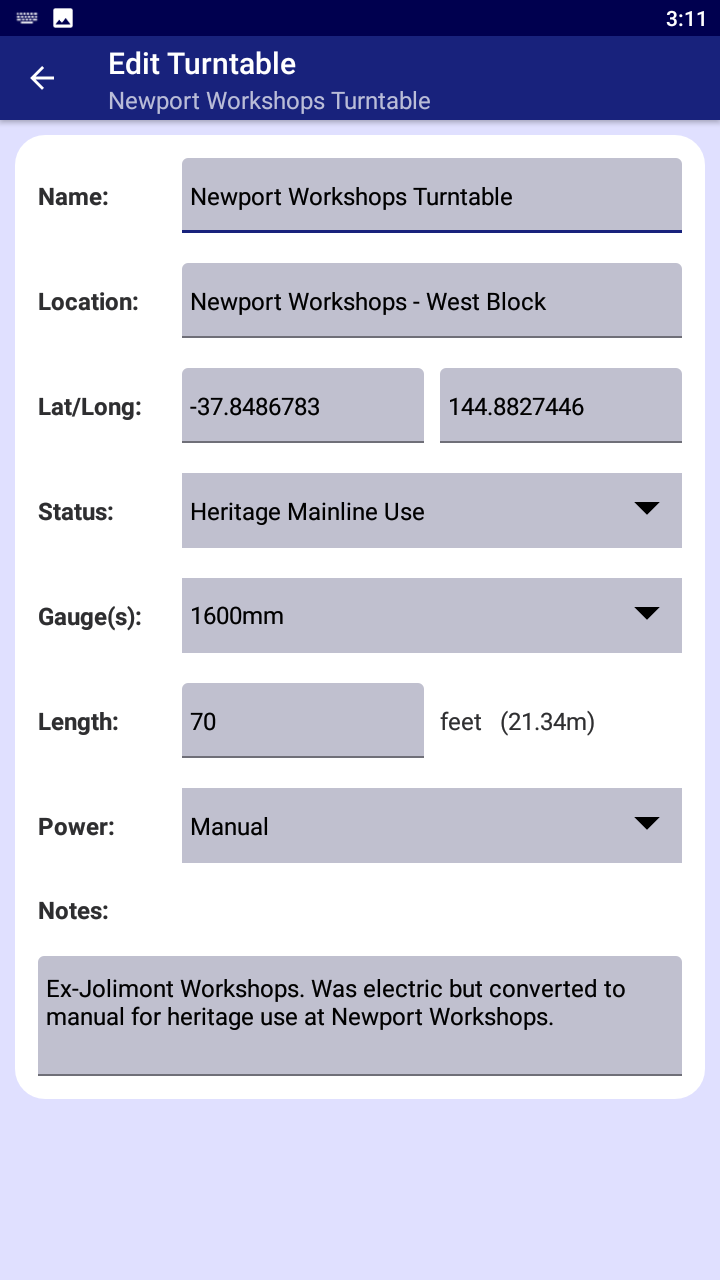 3:11
Edit Turntable
Newport Workshops Turntable
Name: Newport Workshops Turntable
Location: Newport Workshops - West Block
Lat/Long: -37.8486783 144.8827446
Status: Heritage Mainline Use
Gauge(s): 1600mm
Length: 70 feet (21.34m)
Power: Manual
Notes:
Ex-Jolimont Workshops. Was electric but converted to
manual for heritage use at Newport Workshops.